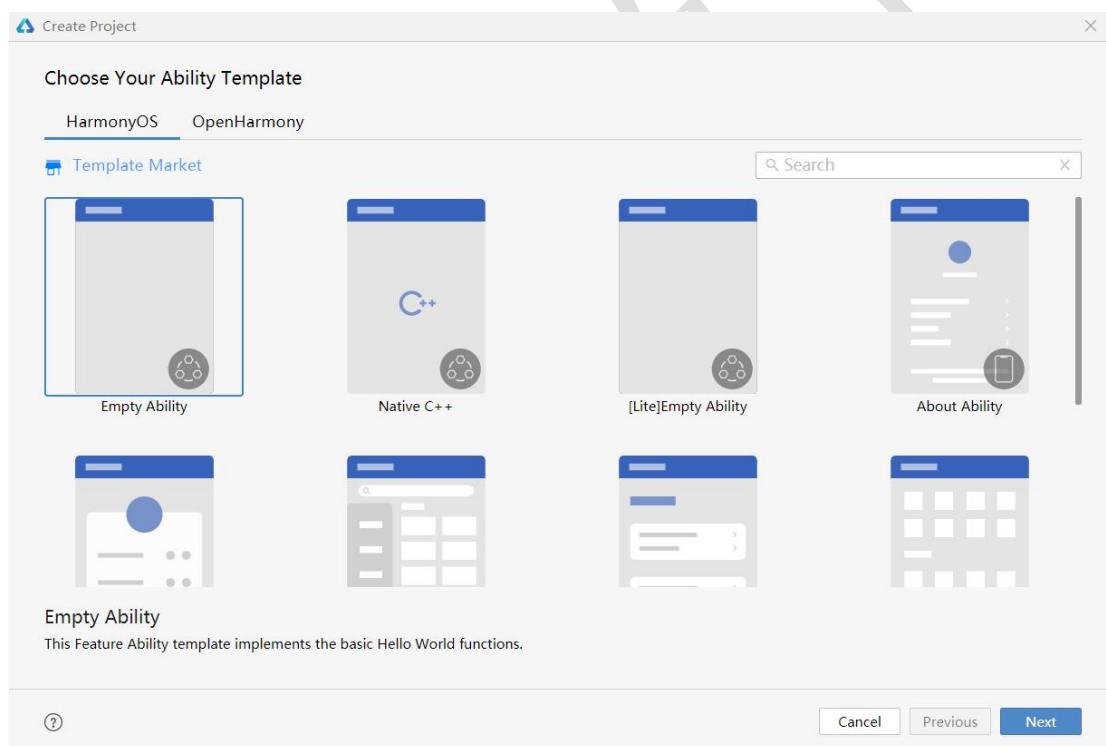 Create Project
Choose Your Ability Template
HarmonyOS OpenHarmony
Template Market Search
C++
Empty Ability Native C++ [Lite]Empty Ability About Ability
Empty Ability
This Feature Ability template implements the basic Hello World functions.
? Cancel Previous Next